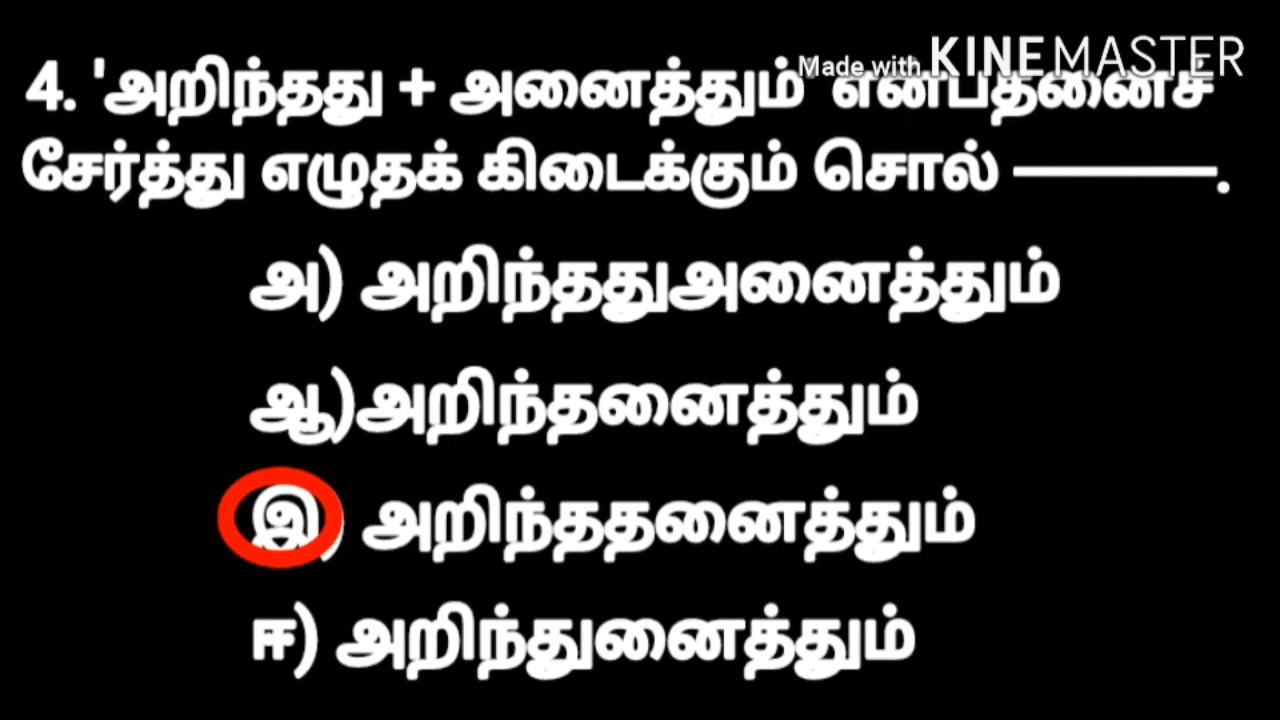 Made with KINEMASTER
4. 'அறிந்தது + அனைத்தும்' என்பதனைச்
சேர்த்து எழுதக் கிடைக்கும் சொல் ————.
அ) அறிந்ததுஅனைத்தும்
ஆ)அறிந்தனைத்தும்
இ) அறிந்ததனைத்தும்
ஈ) அறிந்துனைத்தும்